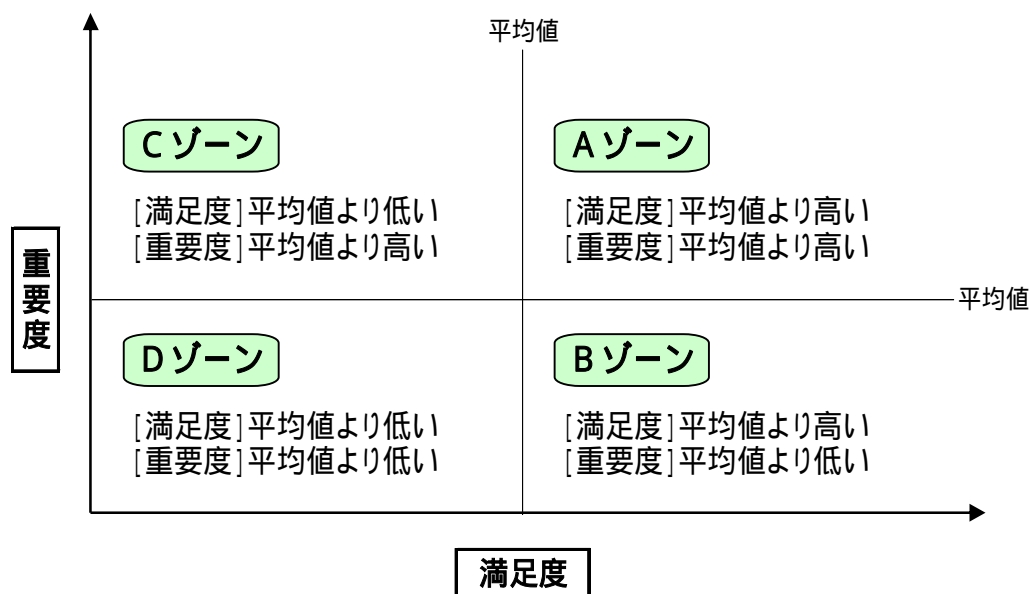 平均値
Cゾーン
[満足度]平均値より低い
[重要度]平均値より高い
Aゾーン
[満足度]平均値より高い
[重要度]平均値より高い
重要度
平均値
Dゾーン
[満足度]平均値より低い
[重要度]平均値より低い
Bゾーン
[満足度]平均値より高い
[重要度]平均値より低い
満足度